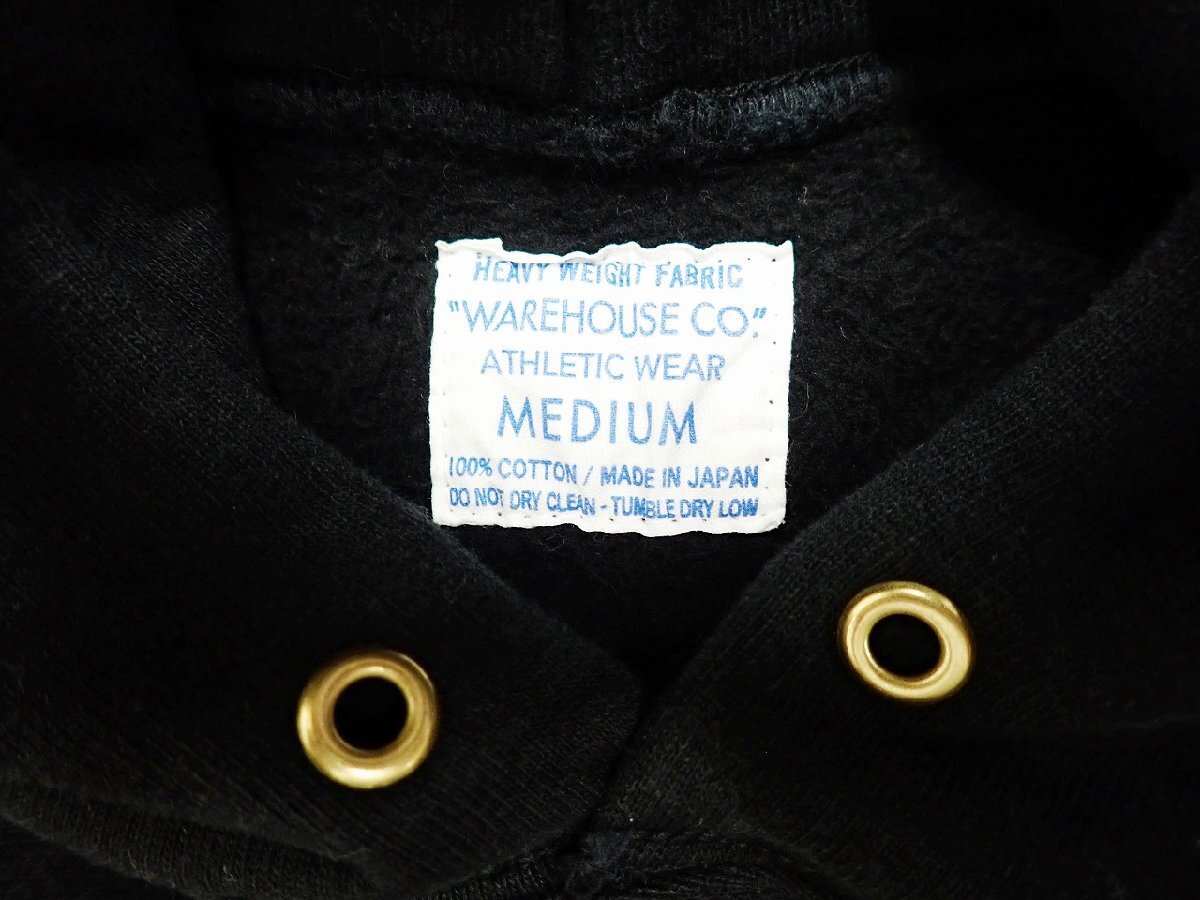 HEAVY WEIGHT FABRIC
"WAREHOUSE CO."
ATHLETIC WEAR
MEDIUM
100% COTTON / MADE IN JAPAN
DO NOT DRY CLEAN - TUMBLE DRY LOW